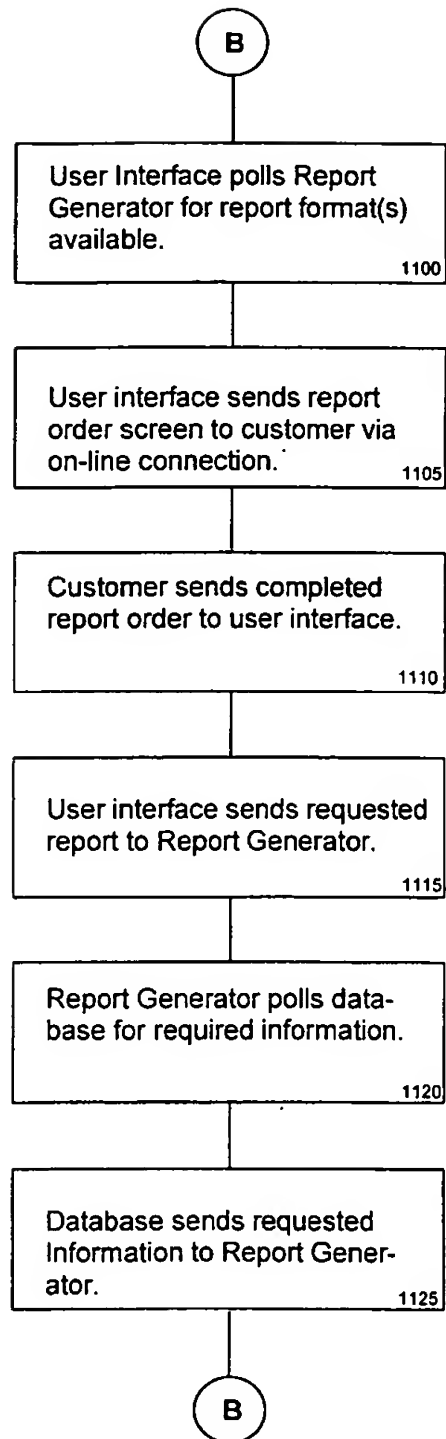 B
User Interface polls Report
Generator for report format(s)
available.
1100
User interface sends report
order screen to customer via
on-line connection.
1105
Customer sends completed
report order to user interface.
1110
User interface sends requested
report to Report Generator.
1115
Report Generator polls data-
base for required information.
1120
Database sends requested
Information to Report Gener-
ator.
1125
B